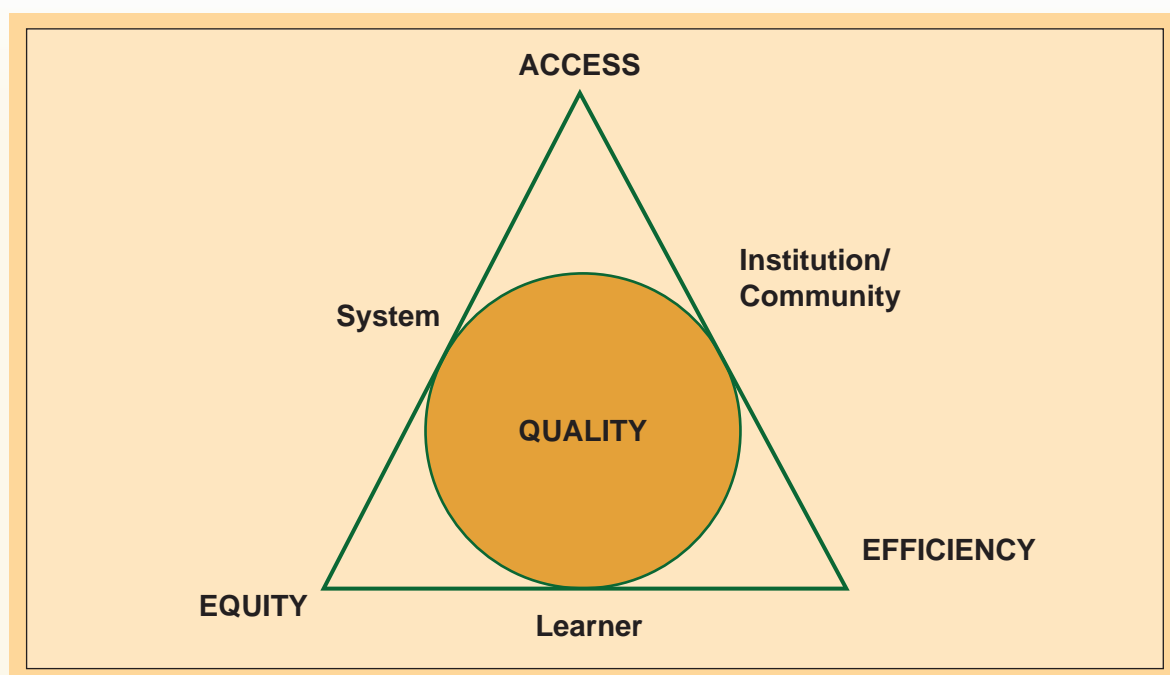 ACCESS
Institution/
Community
System
QUALITY
EFFICIENCY
EQUITY
Learner